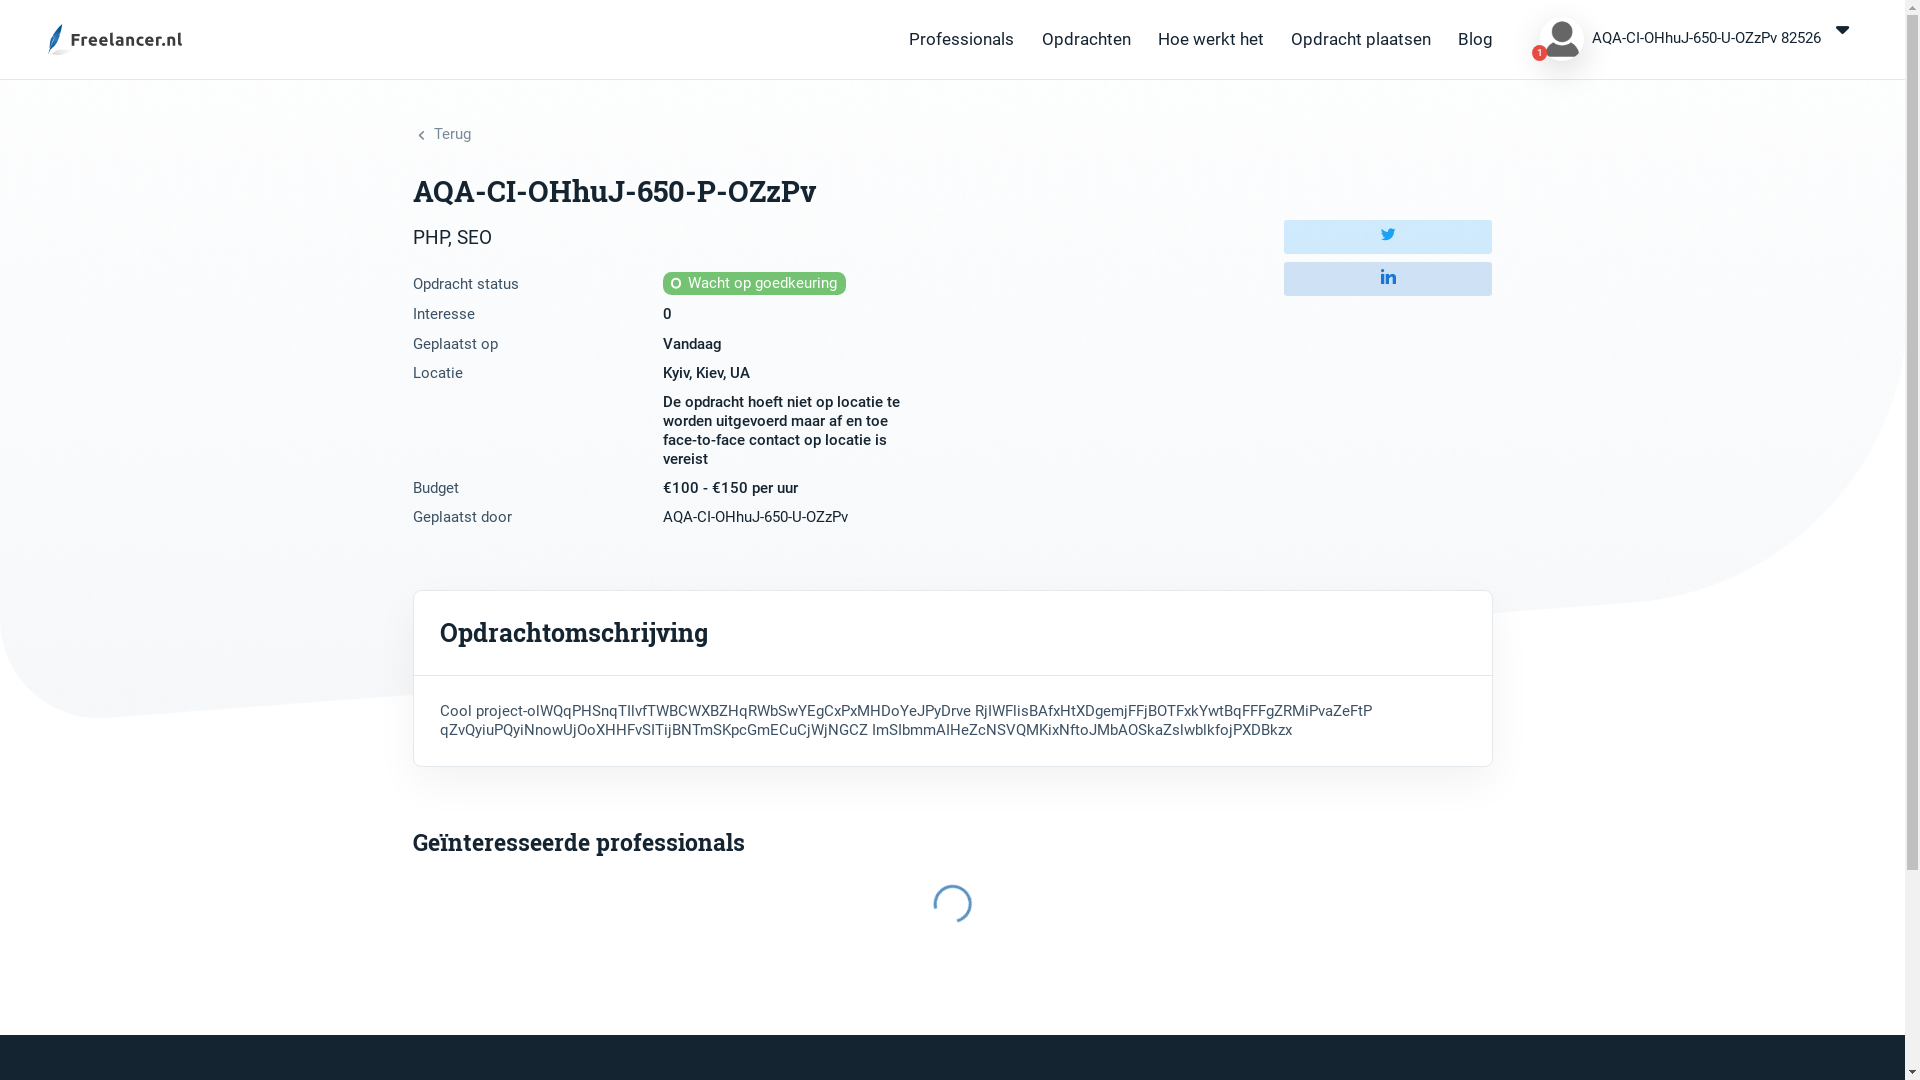 Freelancer.nl
Professionals
Opdrachten
Hoe werkt het
Opdracht plaatsen
Blog
1
AQA-CI-OHhuJ-650-U-OZzPv 82526
Terug
AQA-CI-OHhuJ-650-P-OZzPv
PHP, SEO
Opdracht status
Wacht op goedkeuring
Interesse
0
Geplaatst op
Vandaag
Locatie
Kyiv, Kiev, UA
De opdracht hoeft niet op locatie te
worden uitgevoerd maar af en toe
face-to-face contact op locatie is
vereist
Budget
€100 - €150 per uur
Geplaatst door
AQA-CI-OHhuJ-650-U-OZzPv
Opdrachtomschrijving
Cool project-olWQqPHSnqTIlvfTWBCWXBZHqRWbSwYEgCxPxMHDoYeJPyDrve RjIWFlisBAfxHtXDgemjFFjBOTFxkYwtBqFFFgZRMiPvaZeFtP
qZvQyiuPQyiNnowUjOoXHHFvSITijBNTmSKpcGmECuCjWjNGCZ ImSIbmmAIHeZcNSVQMKixNftoJMbAOSkaZslwblkfojPXDBkzx
Geïnteresseerde professionals